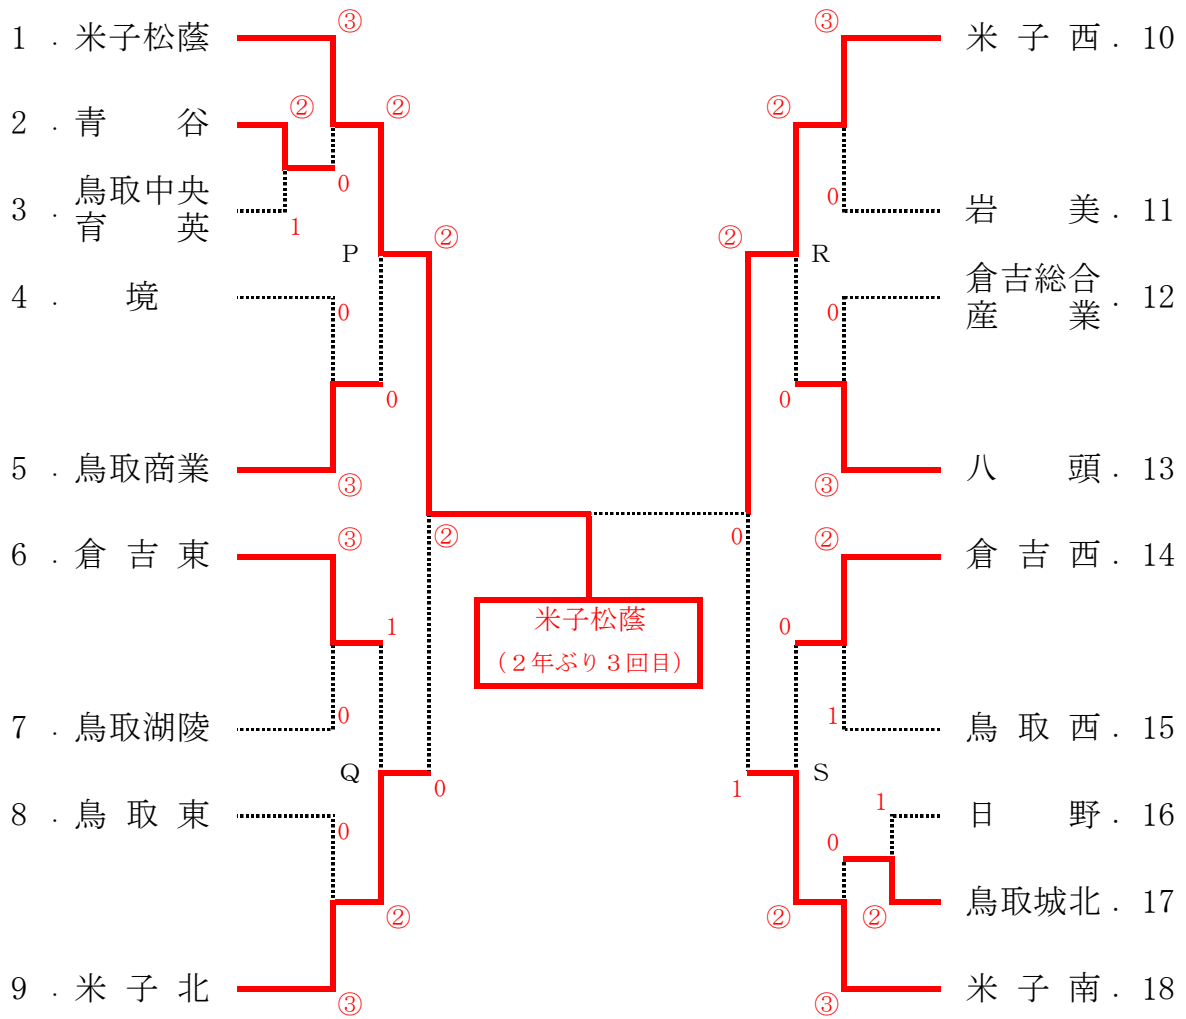 1 . 米子松蔭
③
2 . 青 谷
②
②
3 . 鳥取中央
育 英
1
0
P
②
4 . 境
0
0
5 . 鳥取商業
③
6 . 倉 吉 東
③
②
1
7 . 鳥取湖陵
0
Q
0
8 . 鳥 取 東
0
②
9 . 米 子 北
③
米子松蔭
(２年ぶり３回目)
③
米 子 西 . 10
②
0
岩 美 . 11
②
R
倉吉総合
産 業 . 12
0
0
八 頭 . 13
③
0
②
倉 吉 西 . 14
0
1
鳥 取 西 . 15
S
1
1
日 野 . 16
0
鳥取城北 . 17
②
②
米 子 南 . 18
③